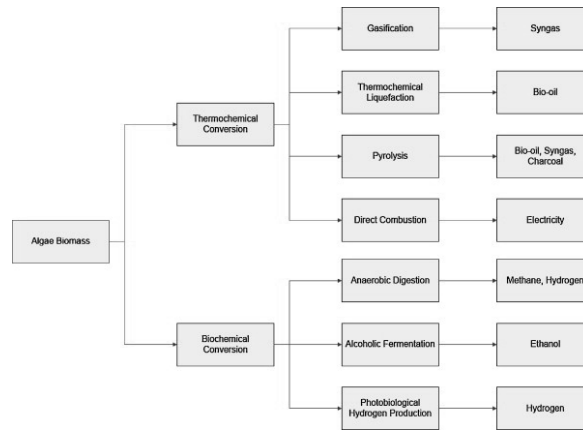 Gasification
Syngas
Thermochemical
Liquefaction
Bio-oil
Thermochemical
Conversion
Pyrolysis
Bio-oil, Syngas,
Charcoal
Direct Combustion
Electricity
Algae Biomass
Anaerobic Digestion
Methane, Hydrogen
Biochemical
Conversion
Alcoholic Fermentation
Ethanol
Photobiological
Hydrogen Production
Hydrogen